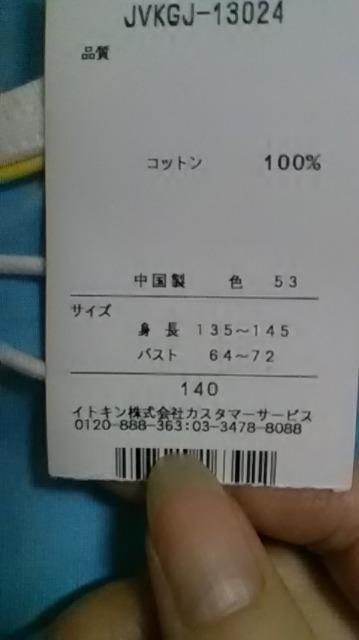 JVKGJ-13024
品質
コットン 100%
中国製 色 53
サイズ
身長 135~145
バスト 64~72
140
イトキン株式会社カスタマーサービス
0120-888-363:03-3478-8088